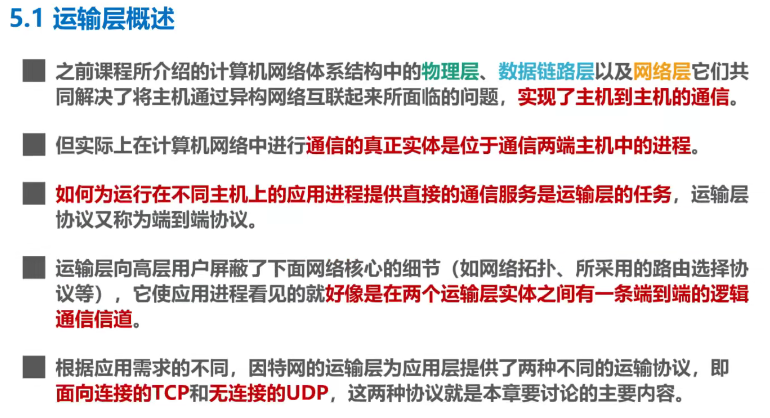 5.1 运输层概述
之前课程所介绍的计算机网络体系结构中的物理层、数据链路层以及网络层它们共
同解决了将主机通过异构网络互联起来所面临的问题，实现了主机到主机的通信。
但实际上在计算机网络中进行通信的真正实体是位于通信两端主机中的进程。
如何为运行在不同主机上的应用进程提供直接的通信服务是运输层的任务，运输层
协议又称为端到端协议。
运输层向高层用户屏蔽了下面网络核心的细节（如网络拓扑、所采用的路由选择协
议等），它使应用进程看见的就好像是在两个运输层实体之间有一条端到端的逻辑
通信信道。
根据应用需求的不同，因特网的运输层为应用层提供了两种不同的运输协议，即
面向连接的TCP和无连接的UDP，这两种协议就是本章要讨论的主要内容。